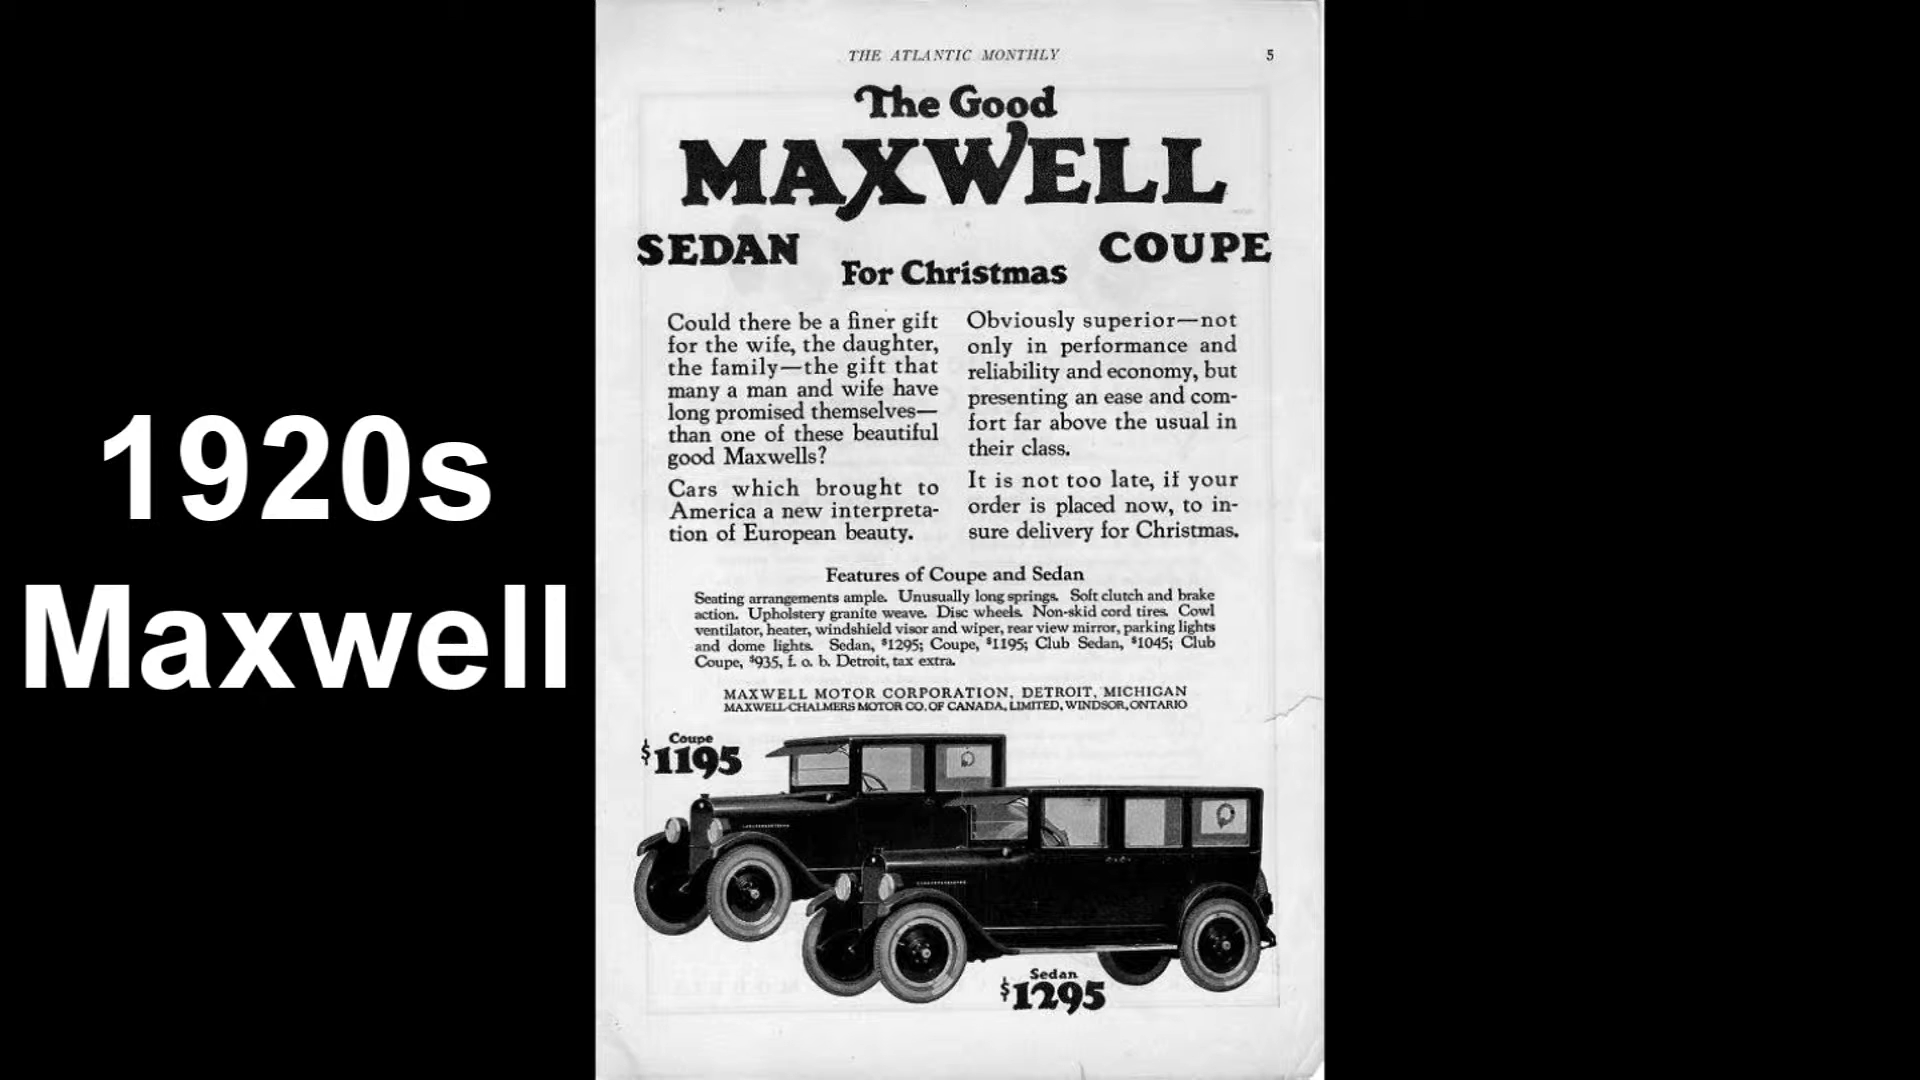 1920s
Maxwell
THE ATLANTIC MONTHLY 5
The Good
MAXWELL
SEDAN COUPE
For Christmas
Could there be a finer gift
for the wife, the daughter,
the family—the gift that
many a man and wife have
long promised themselves—
than one of these beautiful
good Maxwells?
Cars which brought to
America a new interpreta-
tion of European beauty.
Obviously superior—not
only in performance and
reliability and economy, but
presenting an ease and com-
fort far above the usual in
their class.
It is not too late, if your
order is placed now, to in-
sure delivery for Christmas.
Features of Coupe and Sedan
Seating arrangements ample. Unusually long springs. Soft clutch and brake
action. Upholstery granite weave. Disc wheels. Non-skid cord tires. Cowl
ventilator, heater, windshield visor and wiper, rear view mirror, parking lights
and dome lights. Sedan, $1295; Coupe, $1195; Club Sedan, $1045; Club
Coupe, $935, f. o. b. Detroit, tax extra.
MAXWELL MOTOR CORPORATION, DETROIT, MICHIGAN
MAXWELL-CHALMERS MOTOR CO. OF CANADA, LIMITED, WINDSOR, ONTARIO
Coupe
$1195
Sedan
$1295